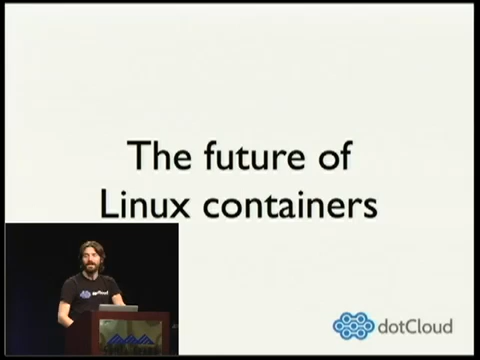 The future of
Linux containers
dotCloud